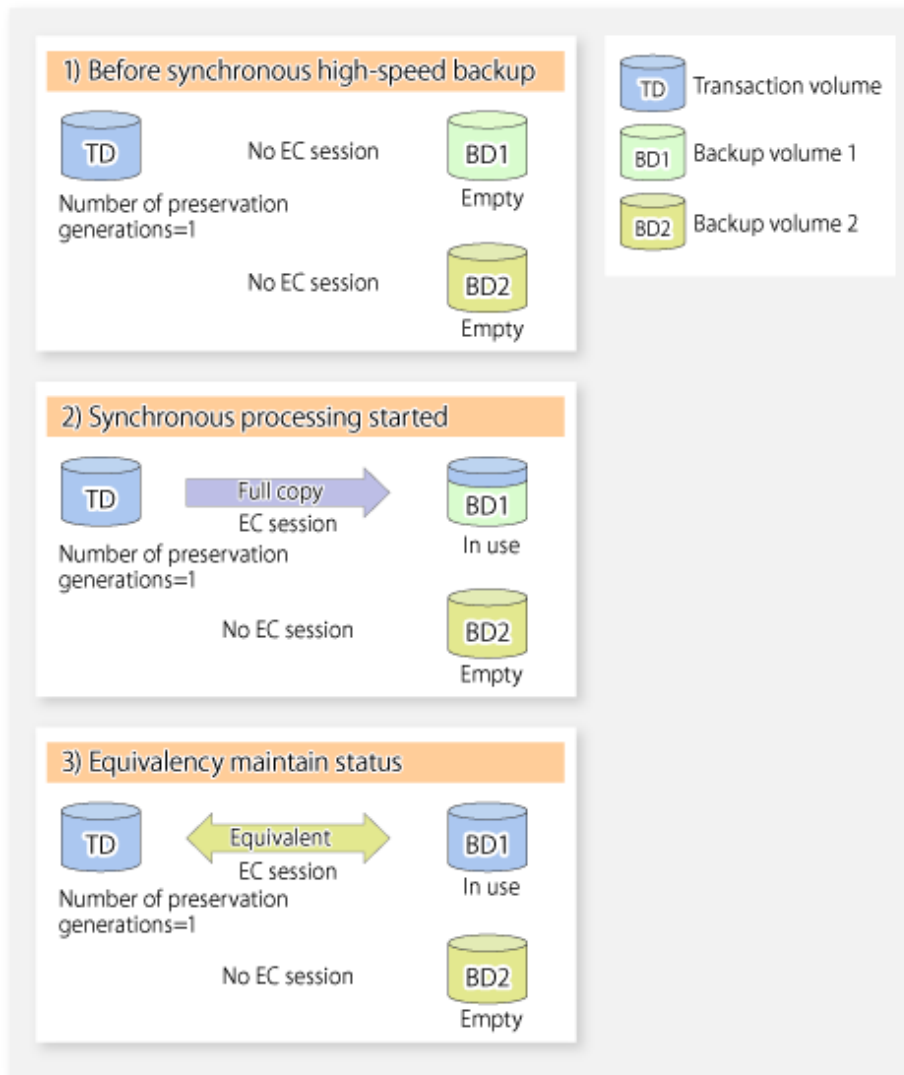 1) Before synchronous high-speed backup
TD
No EC session
BD1
Number of preservation
generations=1
Empty
No EC session
BD2
Empty
TD Transaction volume
BD1 Backup volume 1
BD2 Backup volume 2
2) Synchronous processing started
TD
Full copy
EC session
BD1
In use
Number of preservation
generations=1
No EC session
BD2
Empty
3) Equivalency maintain status
TD
Equivalent
EC session
BD1
In use
Number of preservation
generations=1
No EC session
BD2
Empty